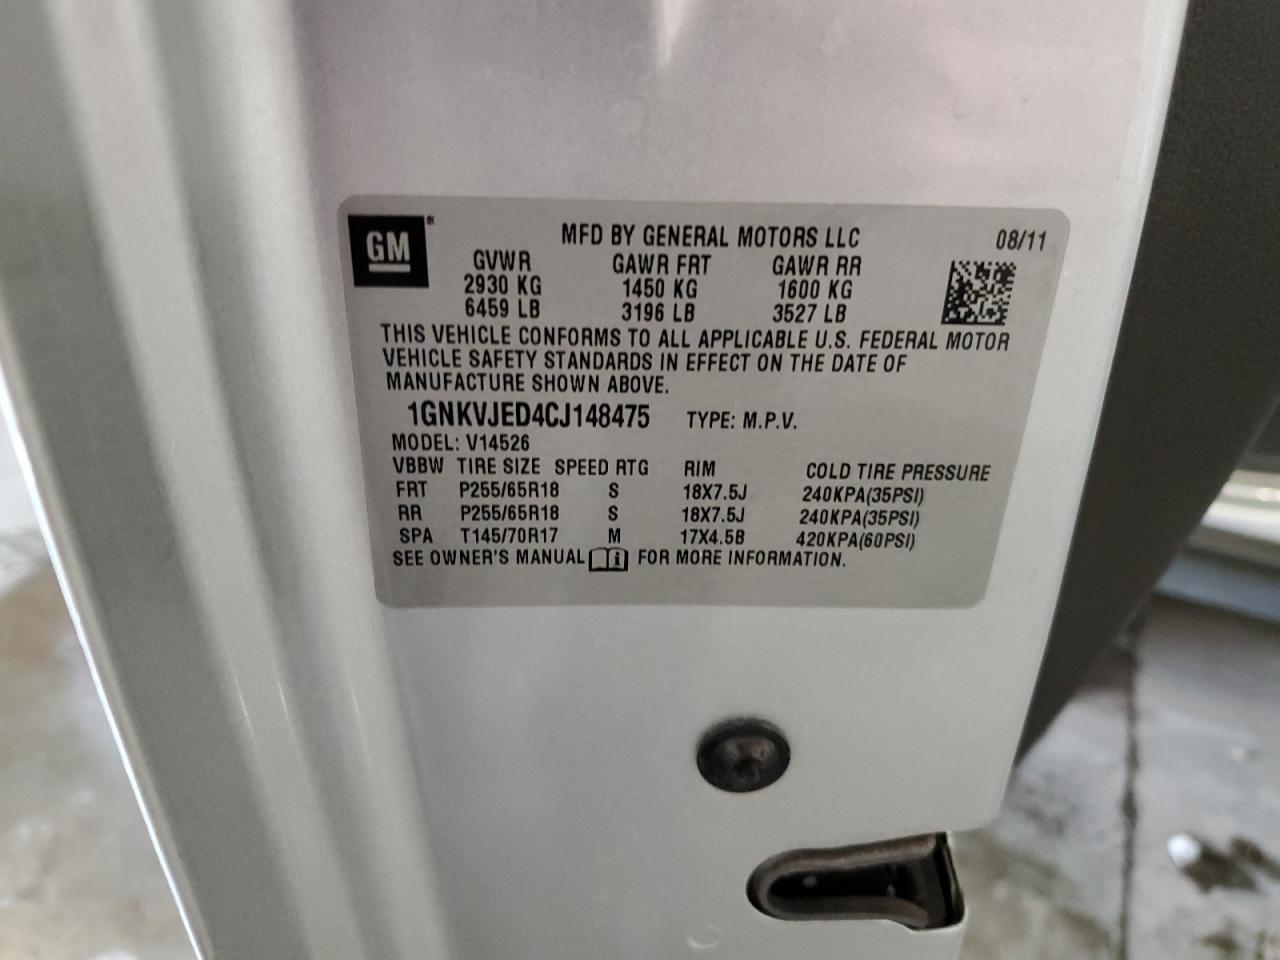 GM
MFD BY GENERAL MOTORS LLC 08/11
GVWR GAWR FRT GAWR RR
2930 KG 1450 KG 1600 KG
6459 LB 3196 LB 3527 LB
THIS VEHICLE CONFORMS TO ALL APPLICABLE U.S. FEDERAL MOTOR
VEHICLE SAFETY STANDARDS IN EFFECT ON THE DATE OF
MANUFACTURE SHOWN ABOVE.
1GNKVJED4CJ148475 TYPE: M.P.V.
MODEL: V14526
VBBW TIRE SIZE SPEED RTG RIM COLD TIRE PRESSURE
FRT P255/65R18 S 18X7.5J 240KPA(35PSI)
RR P255/65R18 S 18X7.5J 240KPA(35PSI)
SPA T145/70R17 M 17X4.5B 420KPA(60PSI)
SEE OWNER'S MANUAL i FOR MORE INFORMATION.